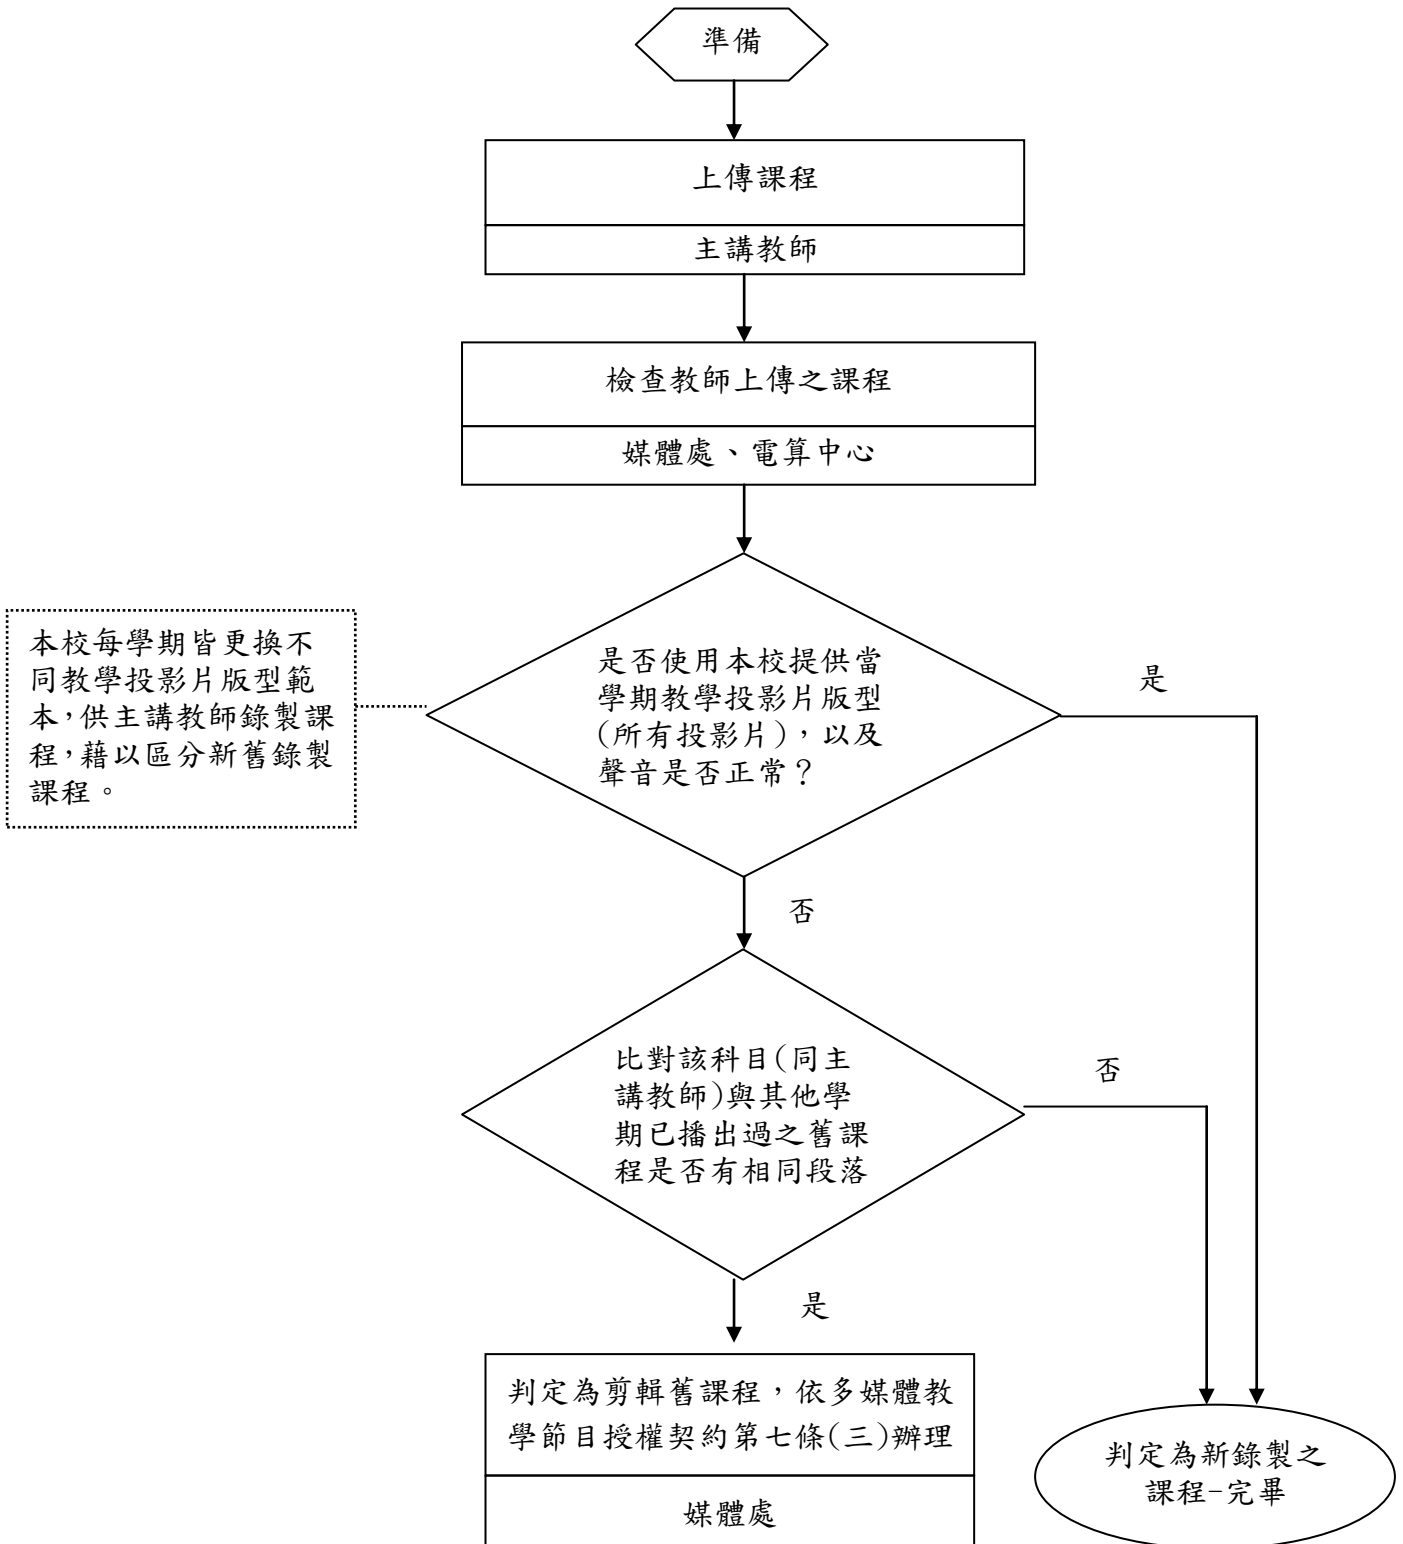 準備
上傳課程
主講教師
檢查教師上傳之課程
媒體處、電算中心
本校每學期皆更換不
同教學投影片版型範
本，供主講教師錄製課
程，藉以區分新舊錄製
課程。
是否使用本校提供當
學期教學投影片版型
(所有投影片)，以及
聲音是否正常？
是
否
比對該科目(同主
講教師)與其他學
期已播出過之舊課
程是否有相同段落
否
是
判定為剪輯舊課程，依多媒體教
學節目授權契約第七條(三)辦理
媒體處
判定為新錄製之
課程-完畢